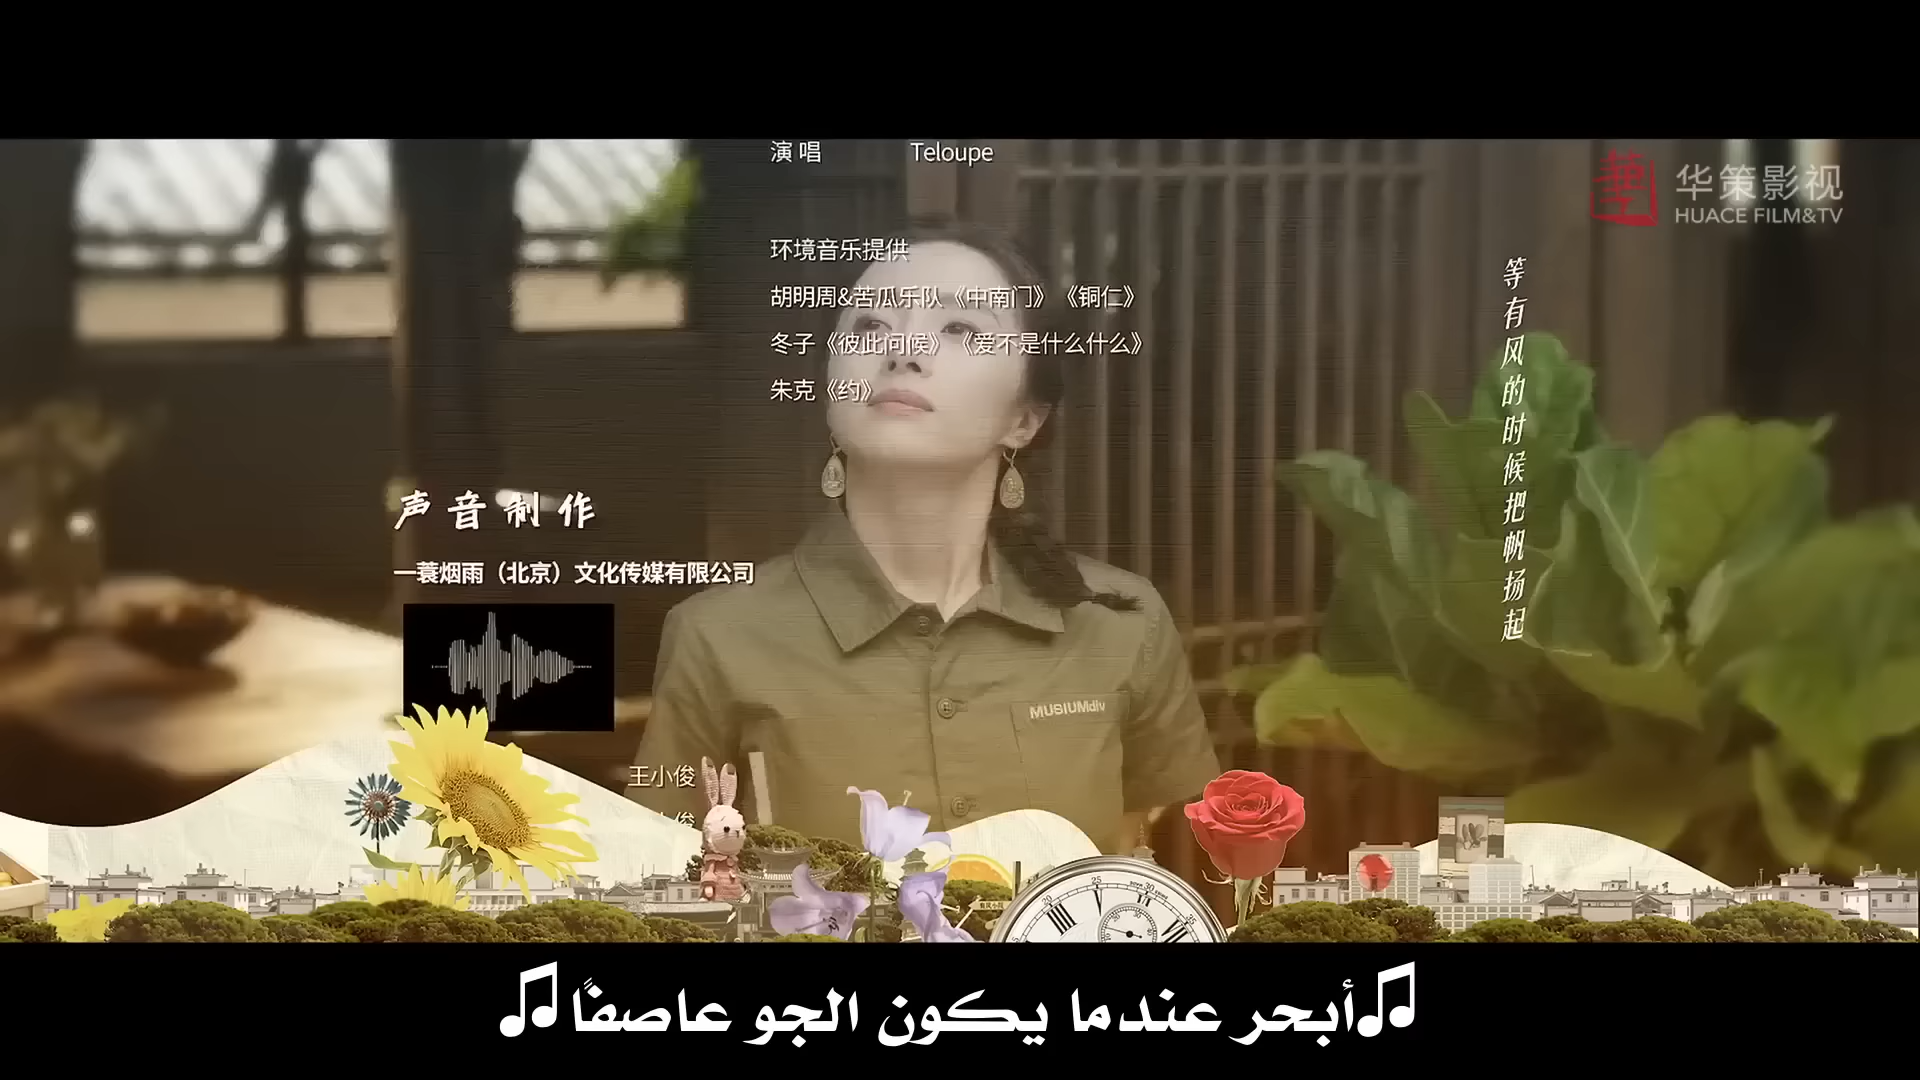 演唱 Teloupe
华策影视
HUACE FILM&TV
环境音乐提供
胡明周&苦瓜乐队《中南门》《铜仁》
冬子《彼此问候》《爱不是什么什么》
朱克《约》
等有风的时候把帆扬起
声音制作
一蓑烟雨（北京）文化传媒有限公司
MUSIUMdiv
王小俊
♫أبحر عندما يكون الجو عاصفًا♫